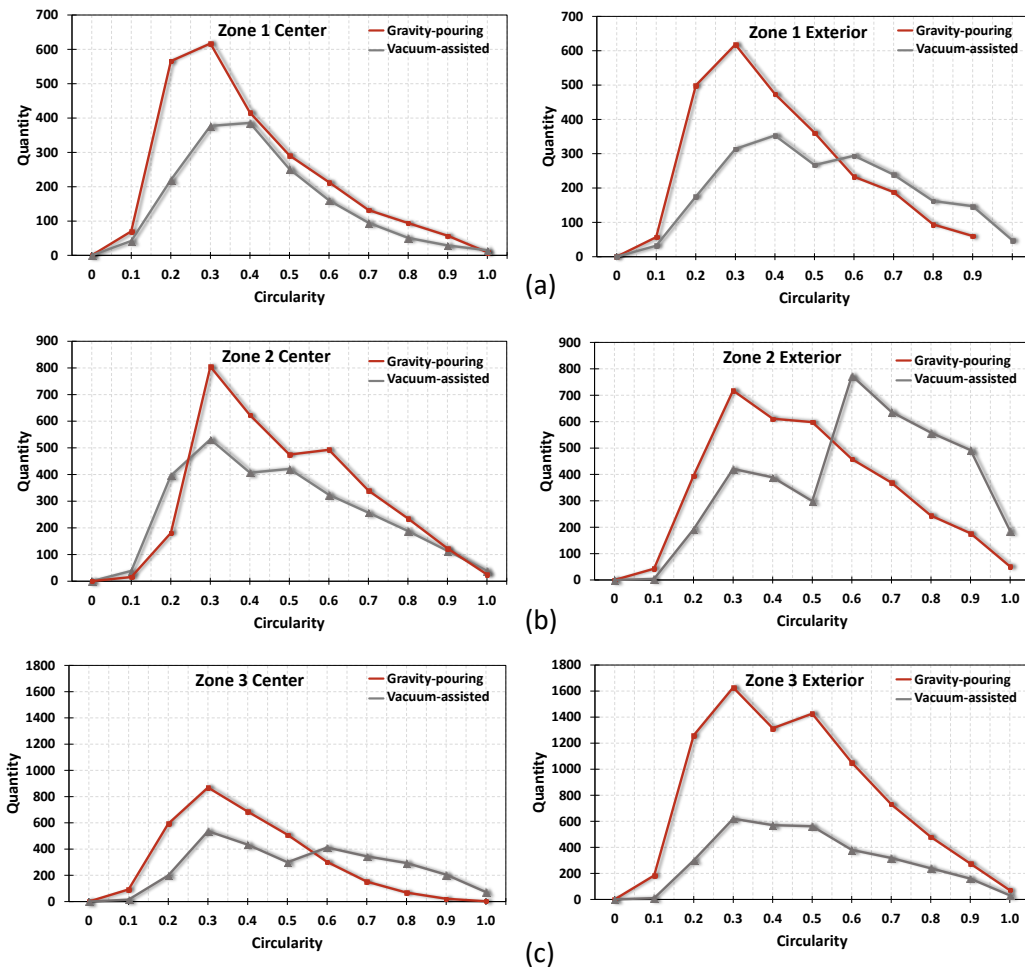 Zone 1 Center
Gravity-pouring
Vacuum-assisted
Quantity
700
600
500
400
300
200
100
0
0 0.1 0.2 0.3 0.4 0.5 0.6 0.7 0.8 0.9 1.0
Circularity
Zone 1 Exterior
Gravity-pouring
Vacuum-assisted
Quantity
700
600
500
400
300
200
100
0
0 0.1 0.2 0.3 0.4 0.5 0.6 0.7 0.8 0.9
Circularity
(a)
Zone 2 Center
Gravity-pouring
Vacuum-assisted
Quantity
900
800
700
600
500
400
300
200
100
0
0 0.1 0.2 0.3 0.4 0.5 0.6 0.7 0.8 0.9 1.0
Circularity
Zone 2 Exterior
Gravity-pouring
Vacuum-assisted
Quantity
900
800
700
600
500
400
300
200
100
0
0 0.1 0.2 0.3 0.4 0.5 0.6 0.7 0.8 0.9 1.0
Circularity
(b)
Zone 3 Center
Gravity-pouring
Vacuum-assisted
Quantity
1800
1600
1400
1200
1000
800
600
400
200
0
0 0.1 0.2 0.3 0.4 0.5 0.6 0.7 0.8 0.9 1.0
Circularity
Zone 3 Exterior
Gravity-pouring
Vacuum-assisted
Quantity
1800
1600
1400
1200
1000
800
600
400
200
0
0 0.1 0.2 0.3 0.4 0.5 0.6 0.7 0.8 0.9 1.0
Circularity
(c)